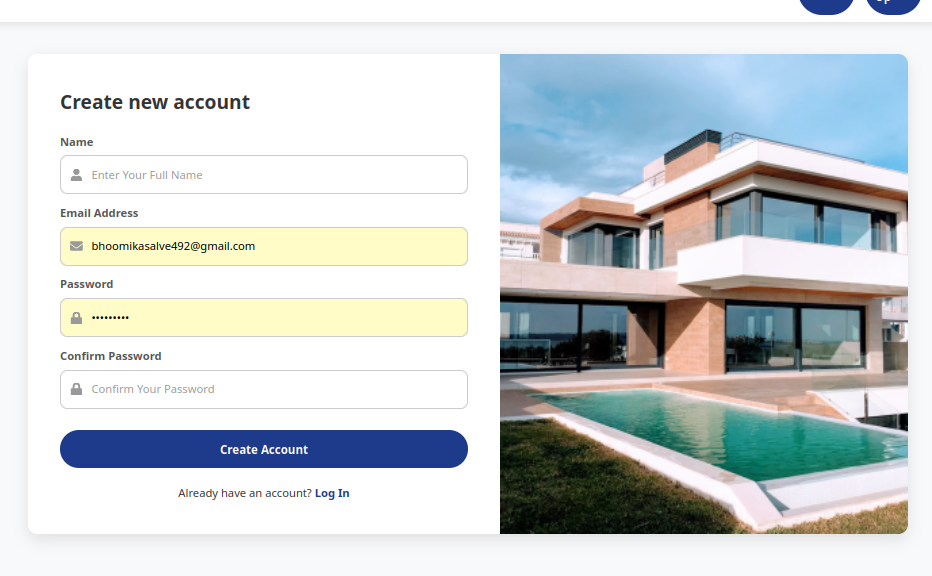 Create new account
Name
Enter Your Full Name
Email Address
bhoomikasalve492@gmail.com
Password
•••••••••
Confirm Password
Confirm Your Password
Create Account
Already have an account? Log In